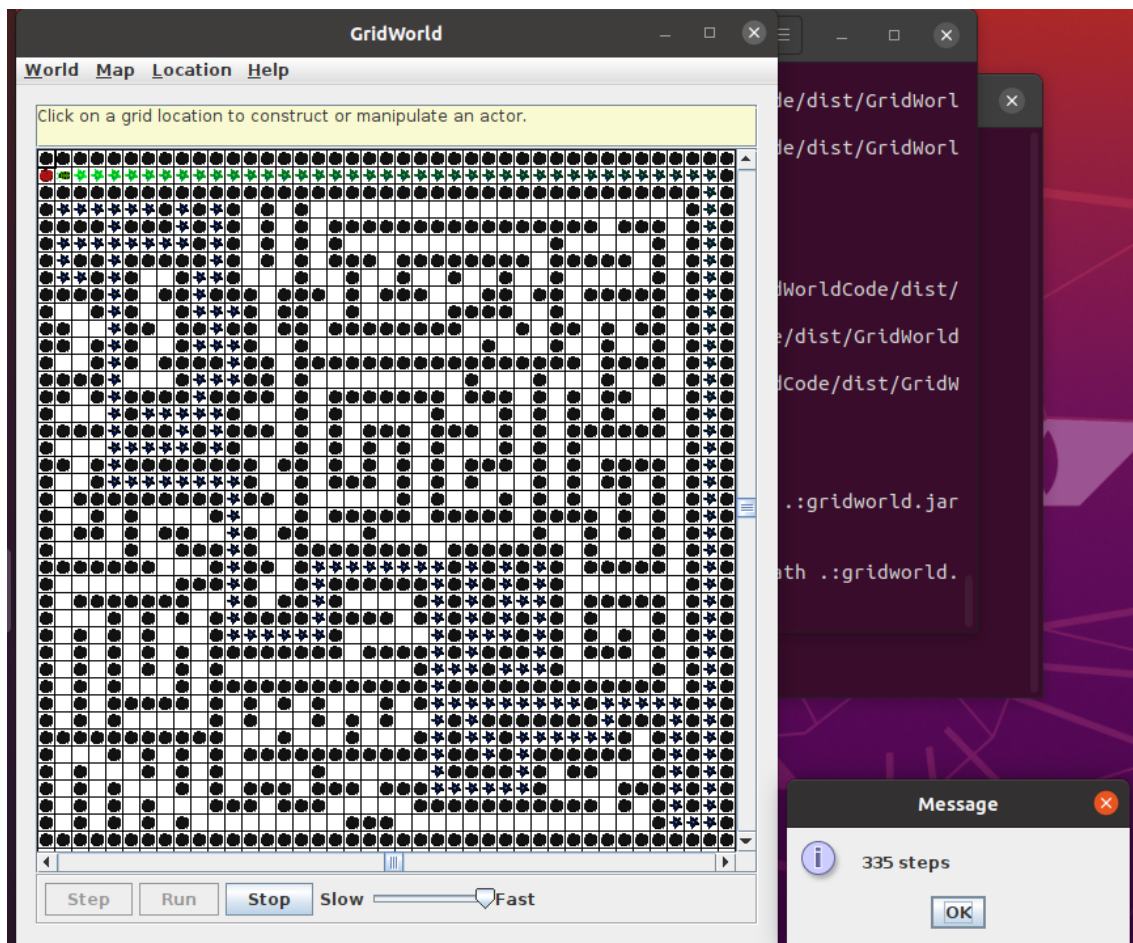 GridWorld
World Map Location Help
Click on a grid location to construct or manipulate an actor.
de/dist/GridWorl
de/dist/GridWorl
dWorldCode/dist/
e/dist/GridWorld
dCode/dist/GridW
.:gridworld.jar
ath .:gridworld.
Step Run Stop Slow Fast
Message
335 steps
OK